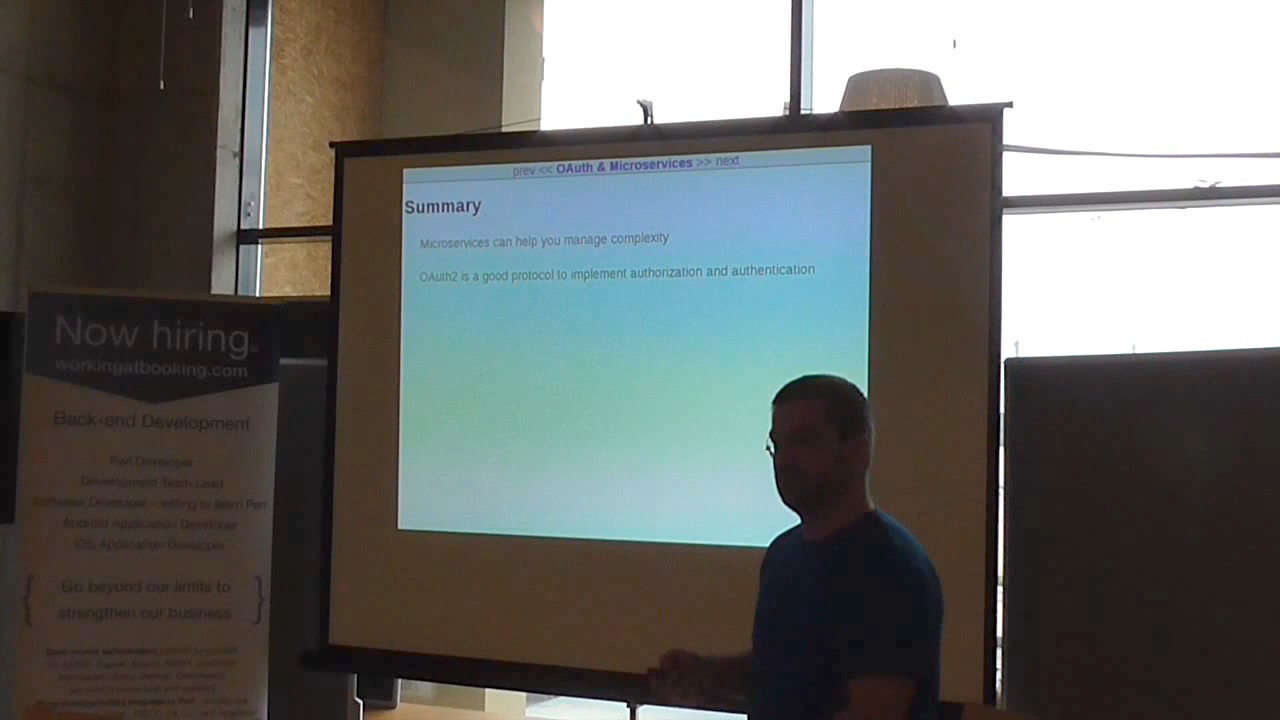 prev << OAuth & Microservices >> next
Summary
Microservices can help you manage complexity
OAuth2 is a good protocol to implement authorization and authentication
Now hiring.
workingatbooking.com
Back-end Development
Perl Developer
Development Team Lead
Software Developer - willing to learn Perl
Android Application Developer
iOS Application Developer
{ Go beyond our limits to }
strengthen our business